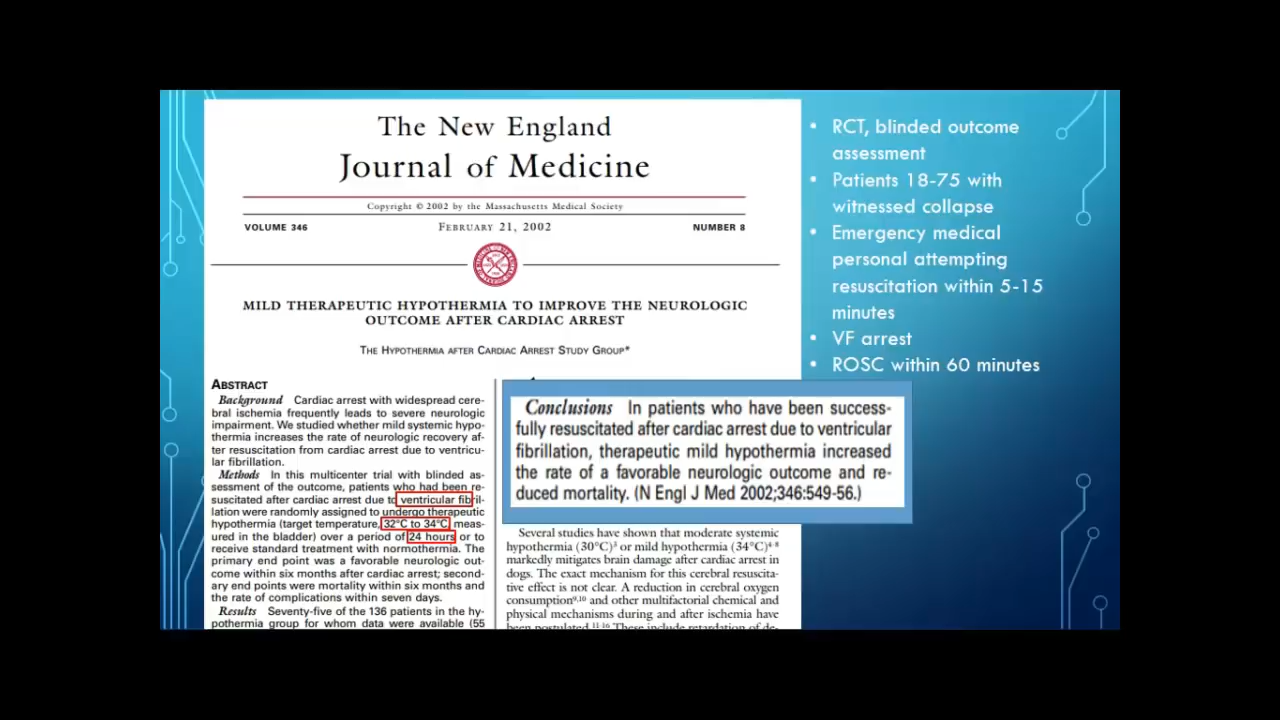 The New England
Journal of Medicine
Copyright © 2002 by the Massachusetts Medical Society
VOLUME 346
FEBRUARY 21, 2002
NUMBER 8
MILD THERAPEUTIC HYPOTHERMIA TO IMPROVE THE NEUROLOGIC
OUTCOME AFTER CARDIAC ARREST
THE HYPOTHERMIA AFTER CARDIAC ARREST STUDY GROUP*
ABSTRACT
Background Cardiac arrest with widespread cere-
bral ischemia frequently leads to severe neurologic
impairment. We studied whether mild systemic hypo-
thermia increases the rate of neurologic recovery af-
ter resuscitation from cardiac arrest due to ventricu-
lar fibrillation.
Methods In this multicenter trial with blinded as-
sessment of the outcome, patients who had been re-
suscitated after cardiac arrest due to ventricular fibril-
lation were randomly assigned to undergo therapeutic
hypothermia (target temperature, 32°C to 34°C, meas-
ured in the bladder) over a period of 24 hours or to
receive standard treatment with normothermia. The
primary end point was a favorable neurologic out-
come within six months after cardiac arrest; second-
ary end points were mortality within six months and
the rate of complications within seven days.
Results Seventy-five of the 136 patients in the hy-
pothermia group for whom data were available (55
Conclusions In patients who have been success-
fully resuscitated after cardiac arrest due to ventricular
fibrillation, therapeutic mild hypothermia increased
the rate of a favorable neurologic outcome and re-
duced mortality. (N Engl J Med 2002;346:549-56.)
Several studies have shown that moderate systemic
hypothermia (30°C)³ or mild hypothermia (34°C)⁴⁻⁸
markedly mitigates brain damage after cardiac arrest in
dogs. The exact mechanism for this cerebral resuscita-
tive effect is not clear. A reduction in cerebral oxygen
consumption⁹,¹⁰ and other multifactorial chemical and
physical mechanisms during and after ischemia have
been postulated.¹¹⁻¹⁶ These include retardation of de-
• RCT, blinded outcome
assessment
• Patients 18-75 with
witnessed collapse
• Emergency medical
personal attempting
resuscitation within 5-15
minutes
• VF arrest
• ROSC within 60 minutes